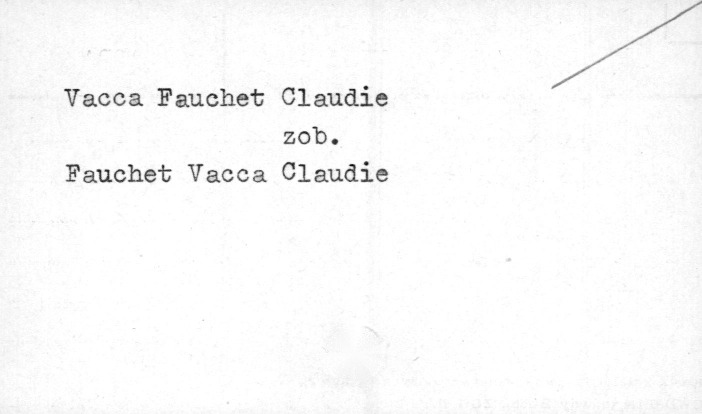 Vacca Fauchet Claudie
zob.
Fauchet Vacca Claudie